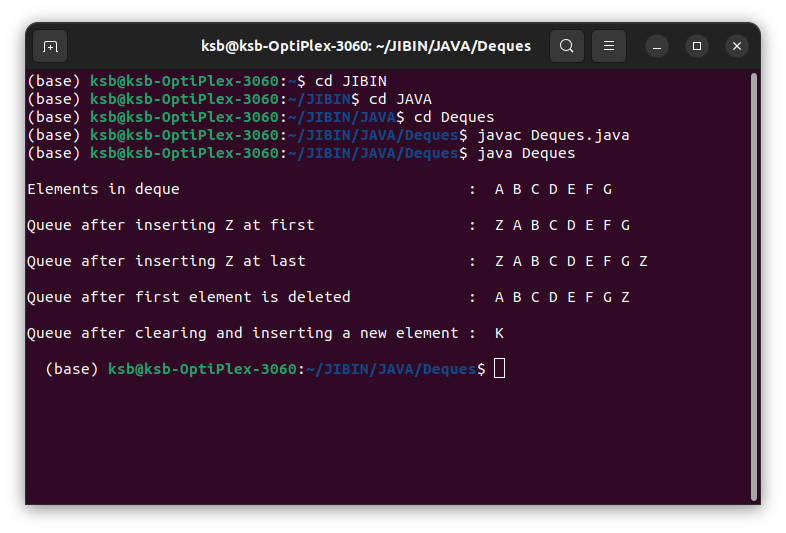 ksb@ksb-OptiPlex-3060: ~/JIBIN/JAVA/Deques
(base) ksb@ksb-OptiPlex-3060:~$ cd JIBIN
(base) ksb@ksb-OptiPlex-3060:~/JIBIN$ cd JAVA
(base) ksb@ksb-OptiPlex-3060:~/JIBIN/JAVA$ cd Deques
(base) ksb@ksb-OptiPlex-3060:~/JIBIN/JAVA/Deques$ javac Deques.java
(base) ksb@ksb-OptiPlex-3060:~/JIBIN/JAVA/Deques$ java Deques
Elements in deque                                :  A B C D E F G
Queue after inserting Z at first                 :  Z A B C D E F G
Queue after inserting Z at last                  :  Z A B C D E F G Z
Queue after first element is deleted             :  A B C D E F G Z
Queue after clearing and inserting a new element :  K
(base) ksb@ksb-OptiPlex-3060:~/JIBIN/JAVA/Deques$